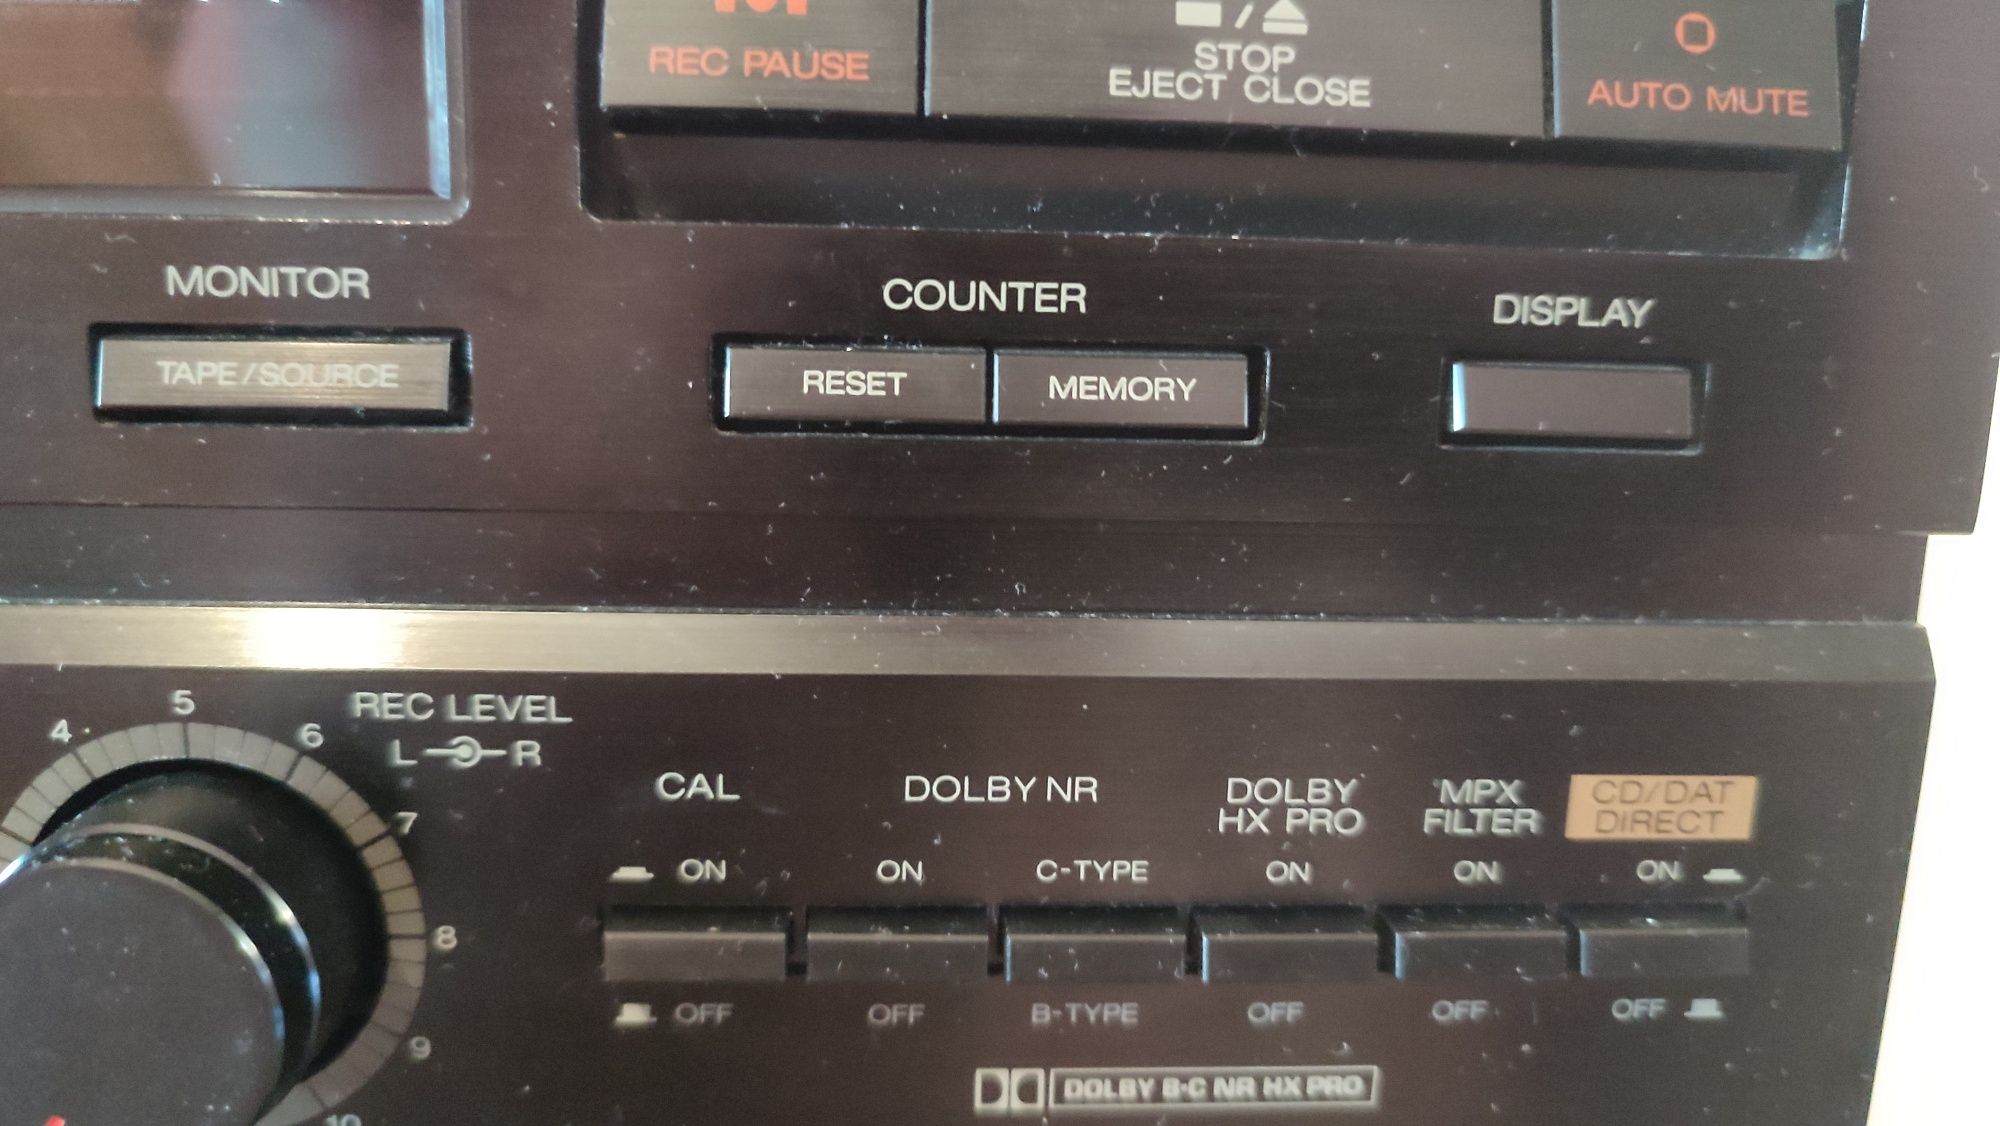 REC PAUSE
STOP
EJECT CLOSE
AUTO MUTE
MONITOR
TAPE/SOURCE
COUNTER
RESET
MEMORY
DISPLAY
REC LEVEL
L R
4
5
6
7
8
9
10
CAL
DOLBY NR
DOLBY
HX PRO
MPX
FILTER
CD/DAT
DIRECT
ON
ON
C-TYPE
ON
ON
ON
OFF
OFF
B-TYPE
OFF
OFF
OFF
DOLBY B-C NR HX PRO